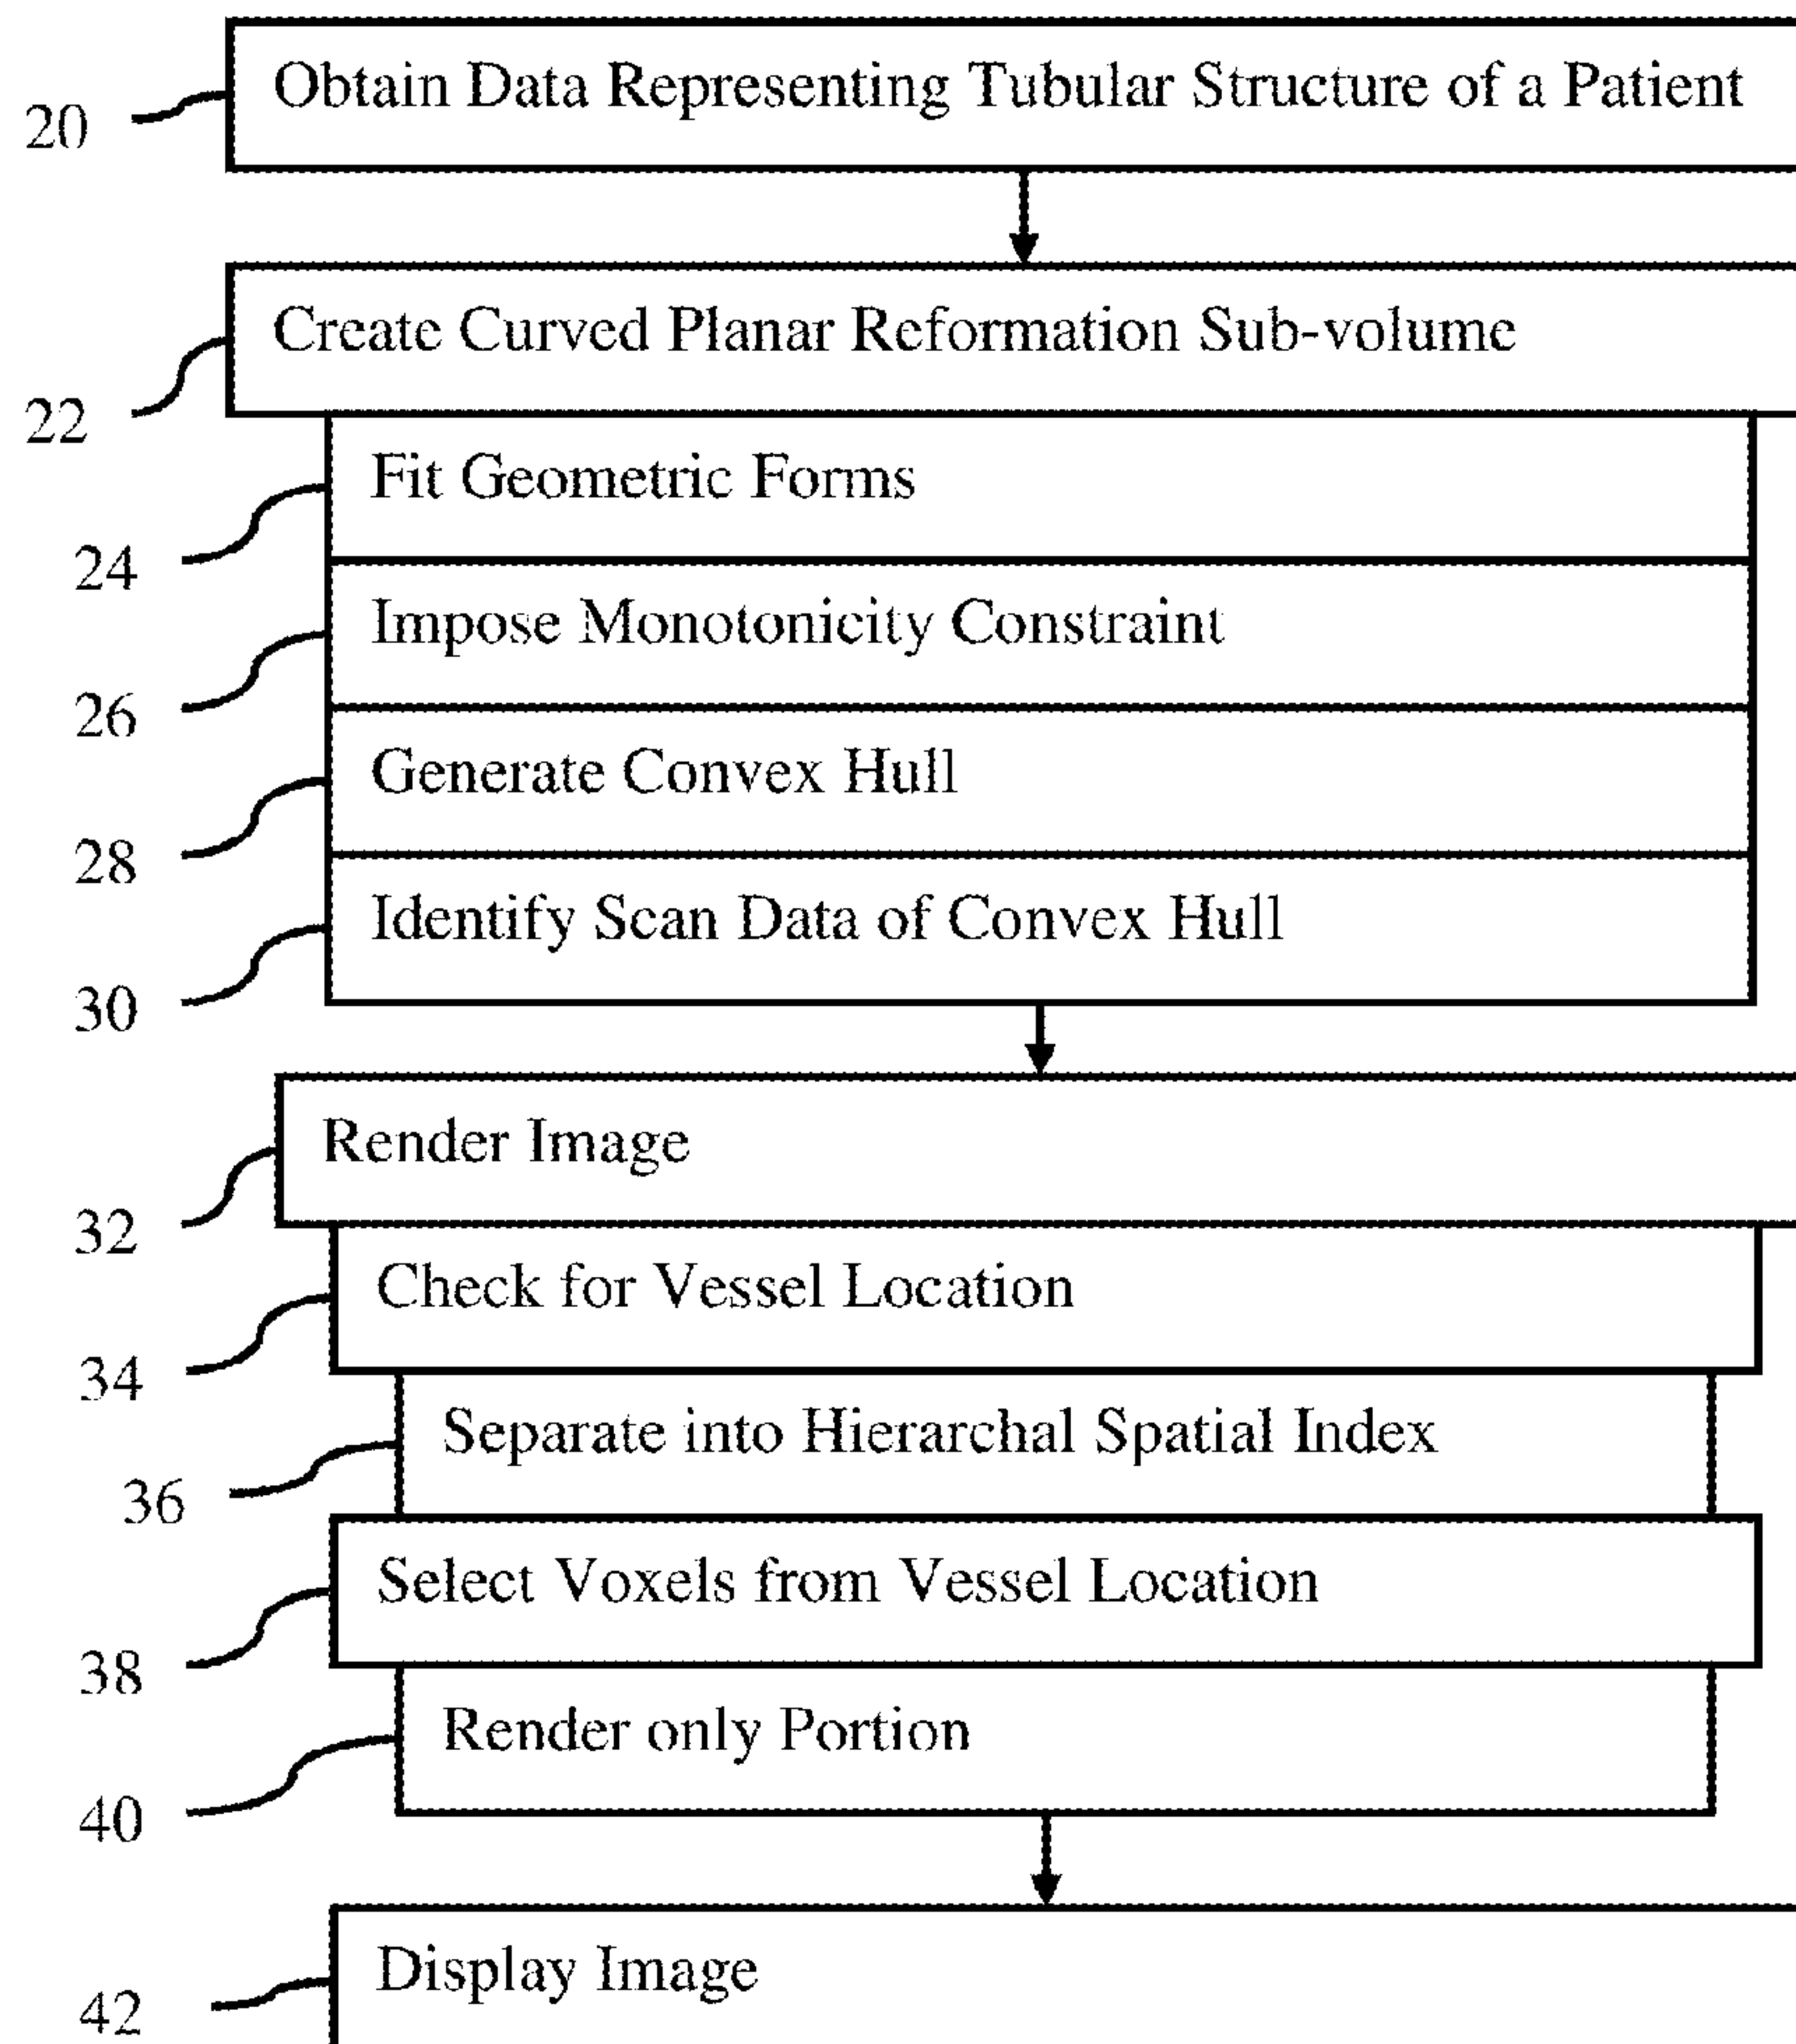 Obtain Data Representing Tubular Structure of a Patient
20
Create Curved Planar Reformation Sub-volume
22
Fit Geometric Forms
24
Impose Monotonicity Constraint
26
Generate Convex Hull
28
Identify Scan Data of Convex Hull
30
Render Image
32
Check for Vessel Location
34
Separate into Hierarchal Spatial Index
36
Select Voxels from Vessel Location
38
Render only Portion
40
Display Image
42